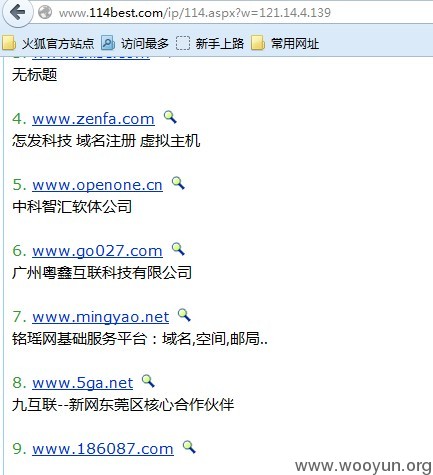 www.114best.com/ip/114.aspx?w=121.14.4.139
火狐官方站点 访问最多 新手上路 常用网址
无标题
4. www.zenfa.com
怎发科技 域名注册 虚拟主机
5. www.openone.cn
中科智汇软体公司
6. www.go027.com
广州粤鑫互联科技有限公司
7. www.mingyao.net
铭瑶网基础服务平台：域名,空间,邮局..
8. www.5ga.net
九互联--新网东莞区核心合作伙伴
9. www.186087.com
www.wooyun.org